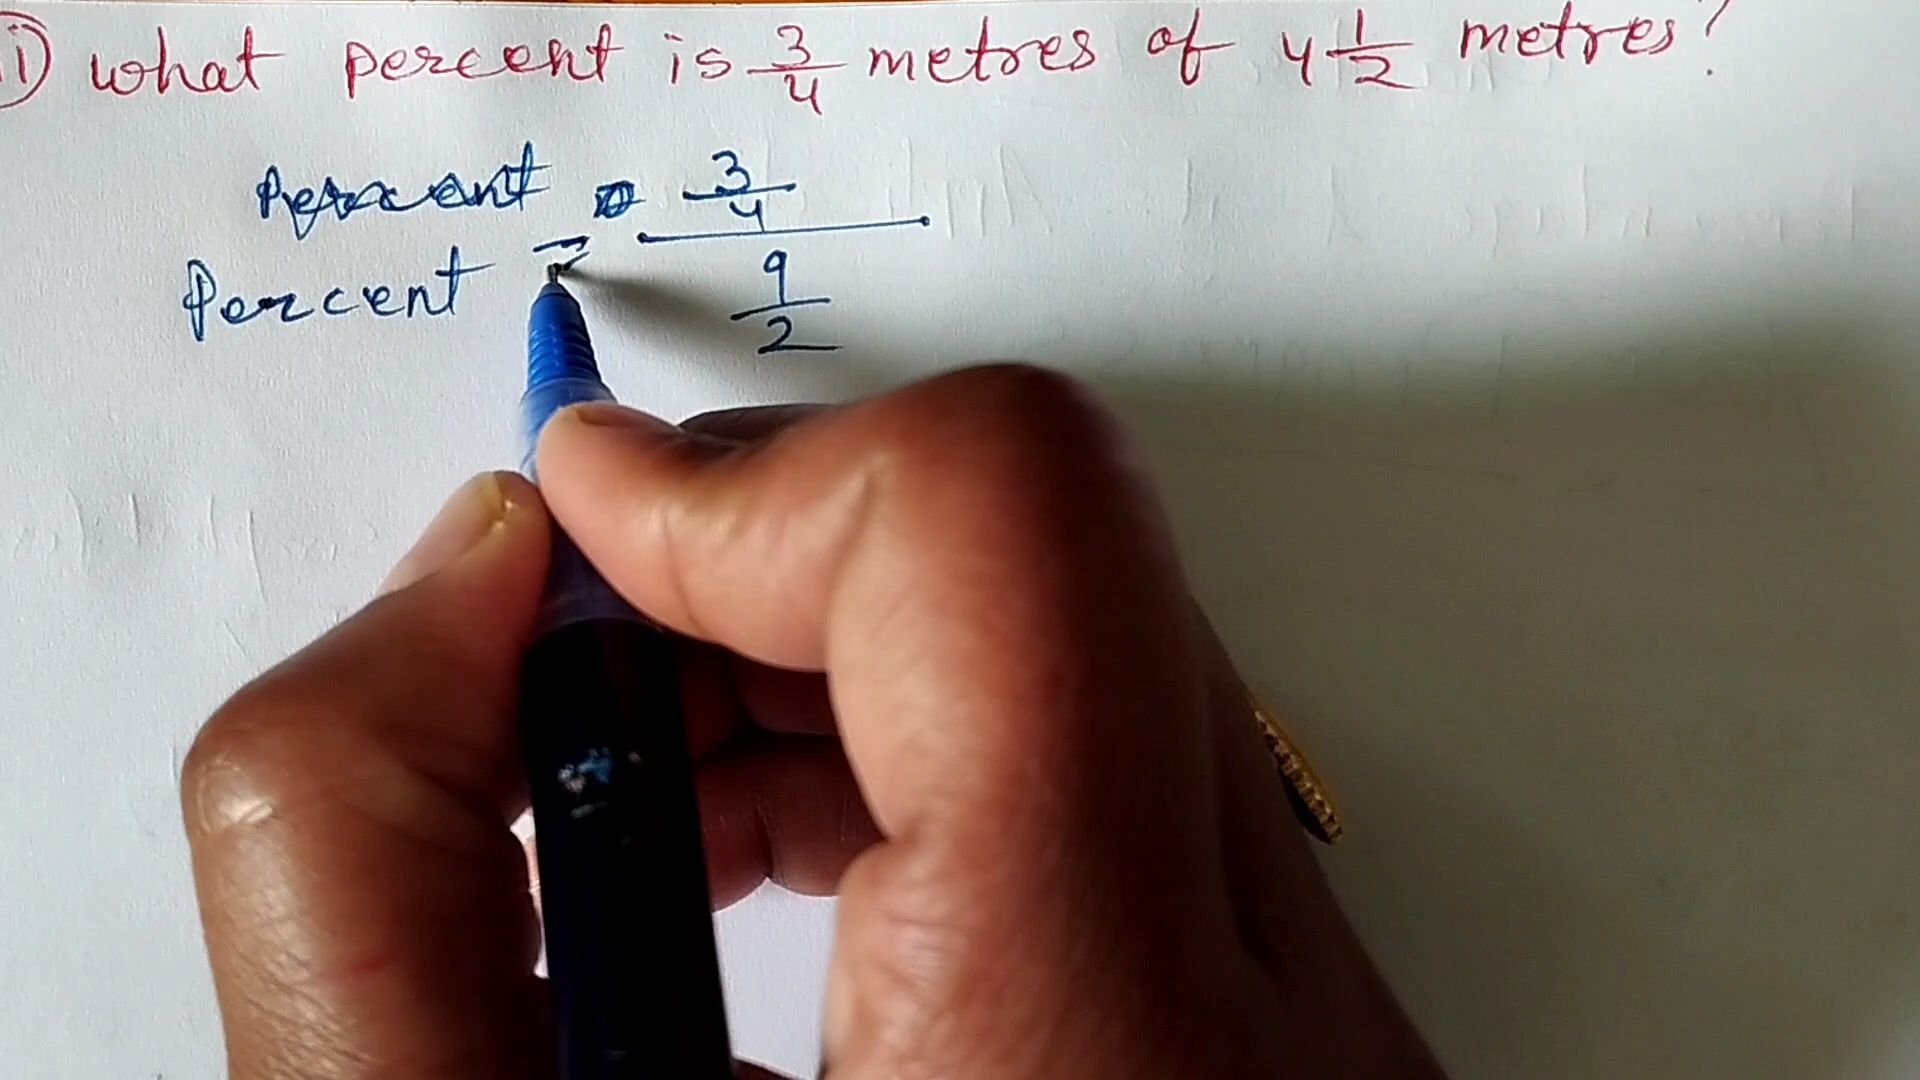 i) what percent is 3/4 metres of 4 1/2 metres?
Percent = 3/4
Percent = 9/2